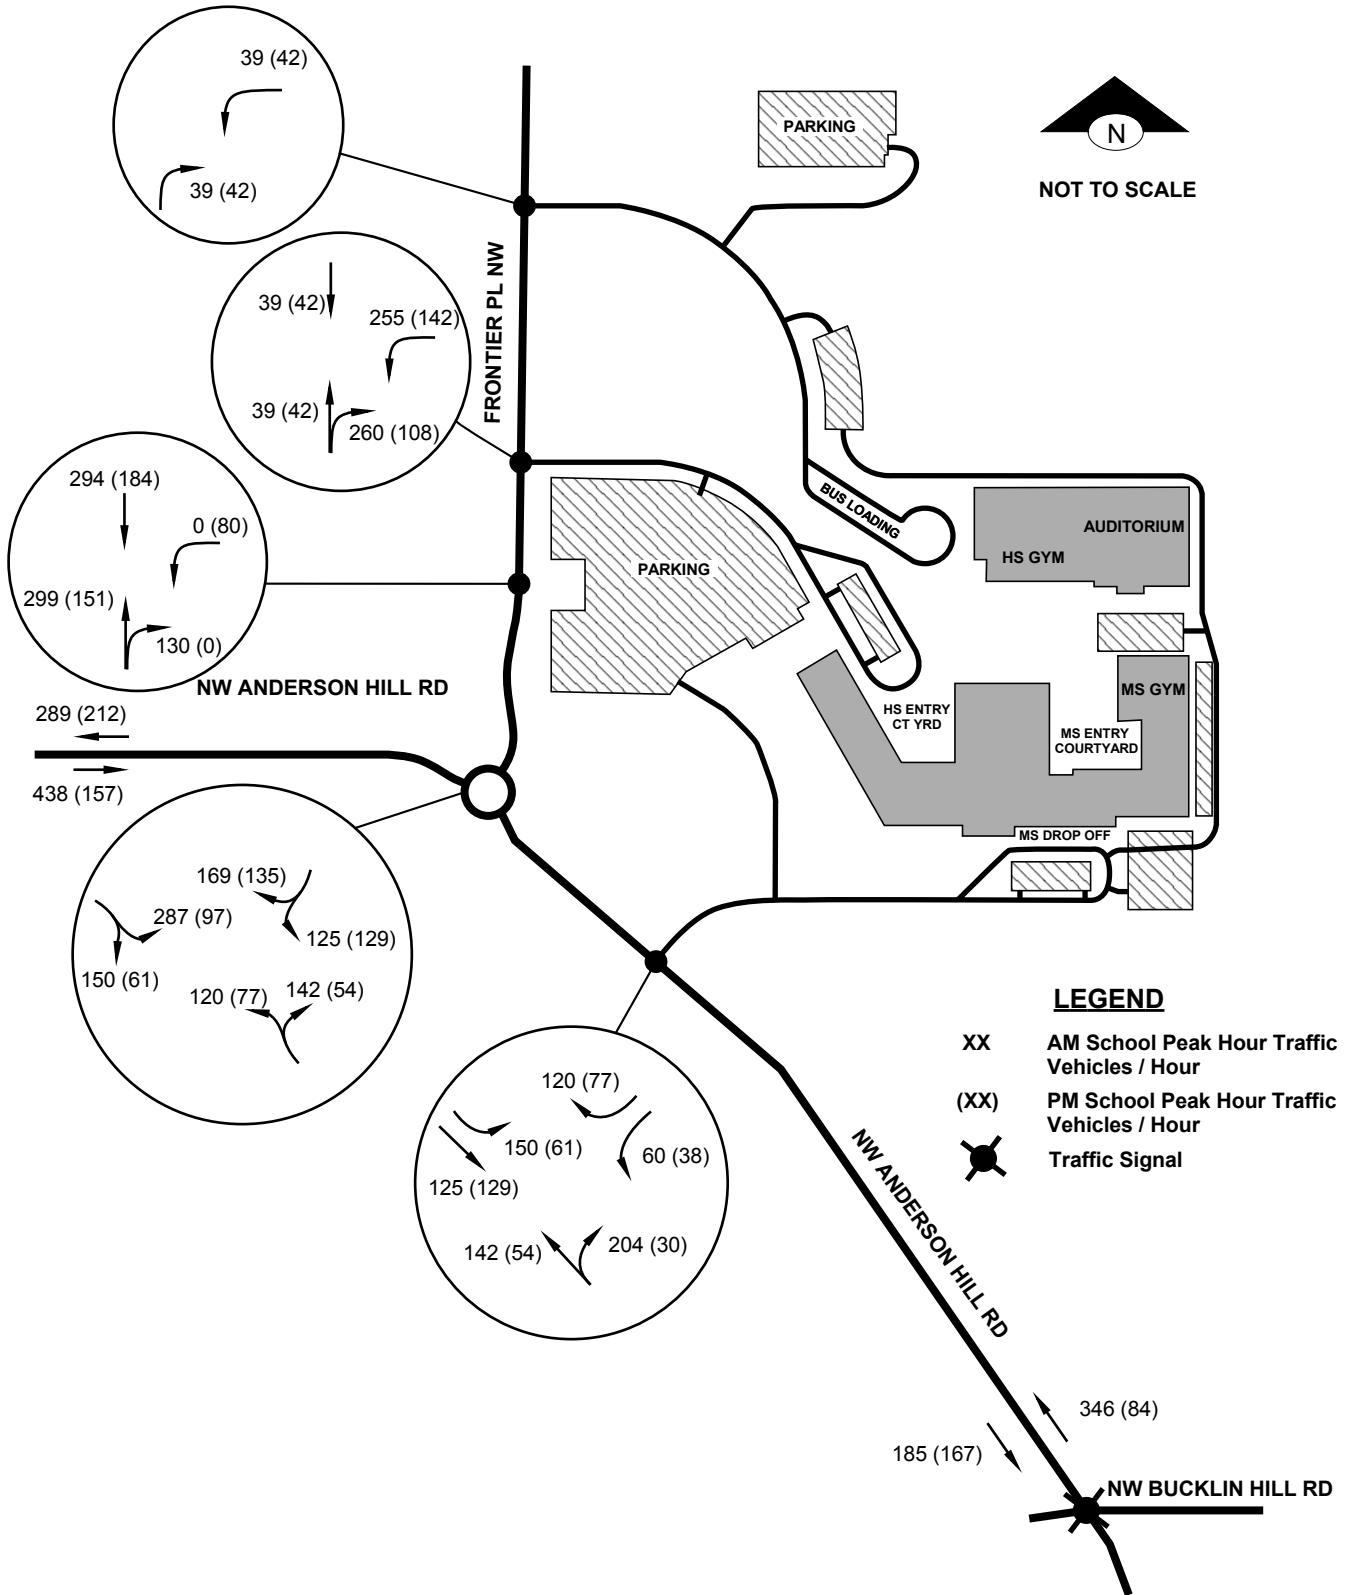 39 (42)
39 (42)
PARKING
N
NOT TO SCALE
39 (42)
255 (142)
39 (42)
260 (108)
FRONTIER PL NW
294 (184)
0 (80)
299 (151)
130 (0)
PARKING
BUS LOADING
AUDITORIUM
HS GYM
NW ANDERSON HILL RD
289 (212)
438 (157)
HS ENTRY
CT YRD
MS ENTRY
COURTYARD
MS GYM
MS DROP OFF
169 (135)
287 (97)
125 (129)
150 (61)
120 (77)
142 (54)
120 (77)
150 (61)
60 (38)
125 (129)
142 (54)
204 (30)
LEGEND
XX AM School Peak Hour Traffic
Vehicles / Hour
(XX) PM School Peak Hour Traffic
Vehicles / Hour
Traffic Signal
NW ANDERSON HILL RD
346 (84)
185 (167)
NW BUCKLIN HILL RD